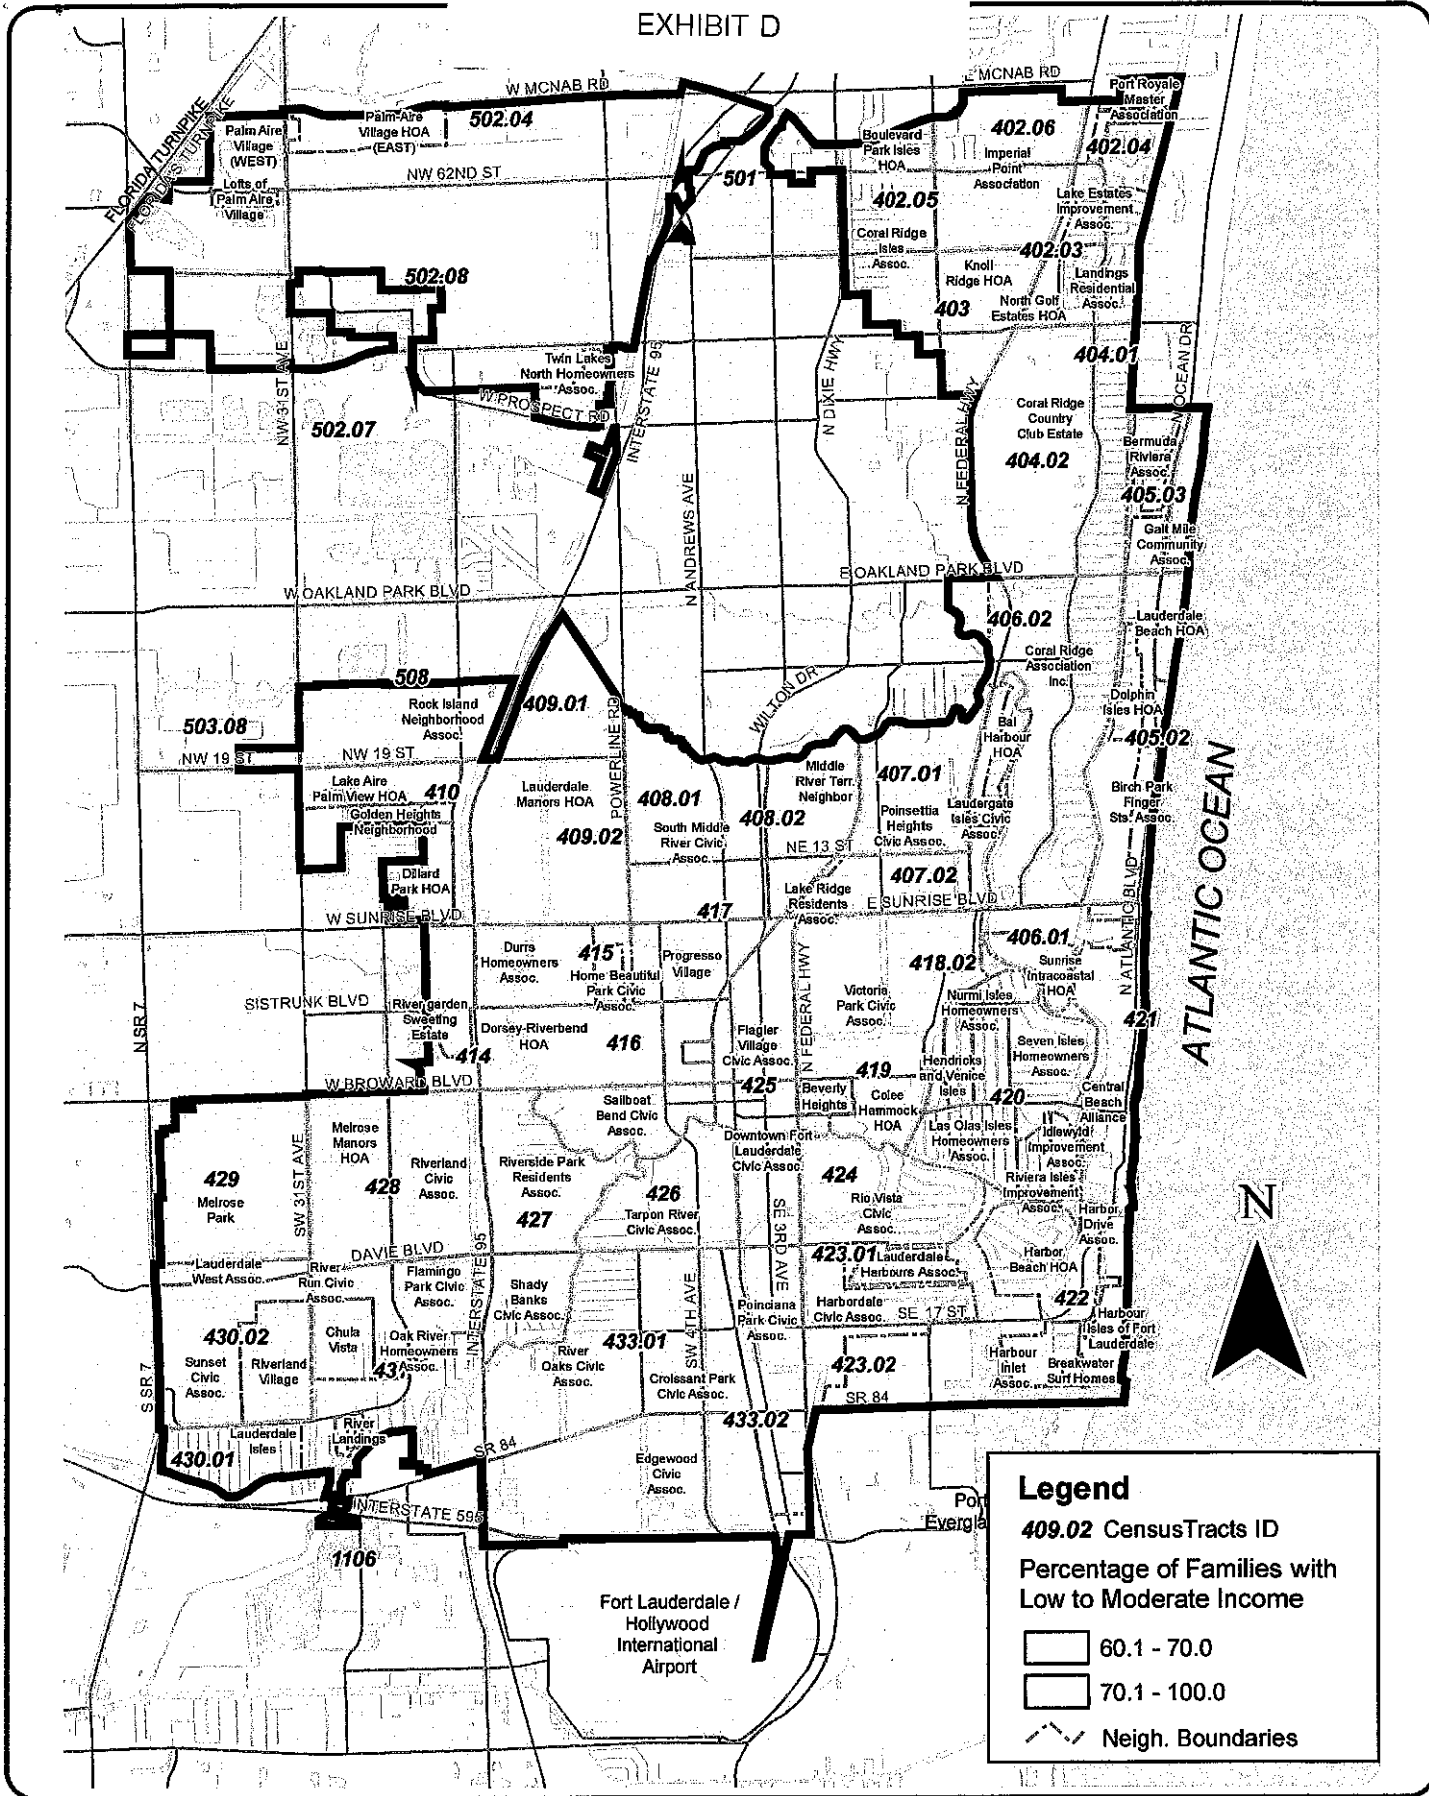 EXHIBIT D
W MCNAB RD
E MCNAB RD
FLORIDA TURNPIKE
FLORIDA'S TURNPIKE
Palm Aire
Village
(WEST)
Palm-Aire
Village HOA
(EAST)
502.04
Lofts of
Palm Aire
Village
NW 62ND ST
501
Boulevard
Park Isles
HOA
402.06
Imperial
Point
Association
Port Royale
Master
Association
402.04
402.05
Lake Estates
Improvement
Assoc.
Coral Ridge
Isles
Assoc.
402.03
Knoll
Ridge HOA
Landings
Residential
Assoc.
North Golf
Estates HOA
403
502.08
404.01
N OCEAN DR
NW 31ST AVE
Twin Lakes
North Homeowners
Assoc.
W PROSPECT RD
INTERSTATE 95
N DIXIE HWY
N FEDERAL HWY
502.07
Coral Ridge
Country
Club Estate
404.02
Bermuda
Riviera
Assoc.
405.03
Galt Mile
Community
Assoc.
N ANDREWS AVE
E OAKLAND PARK BLVD
W OAKLAND PARK BLVD
406.02
Lauderdale
Beach HOA
Coral Ridge
Association
Inc.
508
Rock Island
Neighborhood
Assoc.
409.01
POWERLINE RD
WILTON DR
Bal
Harbour
HOA
Dolphin
Isles HOA
405.02
503.08
NW 19 ST
NW 19 ST
Lake Aire
Palm View HOA
410
Golden Heights
Neighborhood
Lauderdale
Manors HOA
409.02
408.01
South Middle
River Civic
Assoc.
408.02
Middle
River Terr.
Neighbor
407.01
Poinsettia
Heights
Civic Assoc.
Laudergate
Isles Civic
Assoc.
Birch Park
Finger
Sts. Assoc.
NE 13 ST
407.02
Dillard
Park HOA
Lake Ridge
Residents
Assoc.
E SUNRISE BLVD
W SUNRISE BLVD
417
N ATLANTIC BLVD
ATLANTIC OCEAN
Durrs
Homeowners
Assoc.
415
Home Beautiful
Park Civic
Assoc.
Progresso
Village
418.02
406.01
Sunrise
Intracoastal
HOA
N SR 7
SISTRUNK BLVD
River garden
Sweeting
Estate
Dorsey-Riverbend
HOA
416
414
Flagler
Village
Civic Assoc.
N FEDERAL HWY
Victoria
Park Civic
Assoc.
Nurmi Isles
Homeowners
Assoc.
421
Seven Isles
Homeowners
Assoc.
Hendricks
and Venice
Isles
W BROWARD BLVD
425
419
Beverly
Heights
Colee
Hammock
HOA
420
Central
Beach
Alliance
Sailboat
Bend Civic
Assoc.
Las Olas Isles
Homeowners
Assoc.
Idlewyld
Improvement
Assoc.
Melrose
Manors
HOA
SW 31ST AVE
Downtown Fort
Lauderdale
Civic Assoc.
429
Melrose
Park
428
Riverland
Civic
Assoc.
Riverside Park
Residents
Assoc.
427
426
Tarpon River
Civic Assoc.
SE 3RD AVE
424
Rio Vista
Civic
Assoc.
Riviera Isles
Improvement
Assoc.
Harbor
Drive
Assoc.
Harbor
Beach HOA
DAVIE BLVD
Lauderdale
West Assoc.
River
Run Civic
Assoc.
Flamingo
Park Civic
Assoc.
INTERSTATE 95
Shady
Banks
Civic Assoc.
423.01
Lauderdale
Harbours Assoc.
Harbordale
Civic Assoc.
SE 17 ST
422
Harbour
Isles of Fort
Lauderdale
SW 4TH AVE
Poinciana
Park Civic
Assoc.
430.02
Sunset
Civic
Assoc.
Riverland
Village
Chula
Vista
Oak River
Homeowners
Assoc.
River
Oaks Civic
Assoc.
433.01
Croissant Park
Civic Assoc.
423.02
Harbour
Inlet
Assoc.
Breakwater
Surf Homes
S SR 7
SR 84
433.02
River
Landings
Lauderdale
Isles
430.01
SR 84
Edgewood
Civic
Assoc.
INTERSTATE 595
1106
N
Fort Lauderdale /
Hollywood
International
Airport
Legend
409.02 CensusTracts ID
Percentage of Families with
Low to Moderate Income
60.1 - 70.0
70.1 - 100.0
Neigh. Boundaries